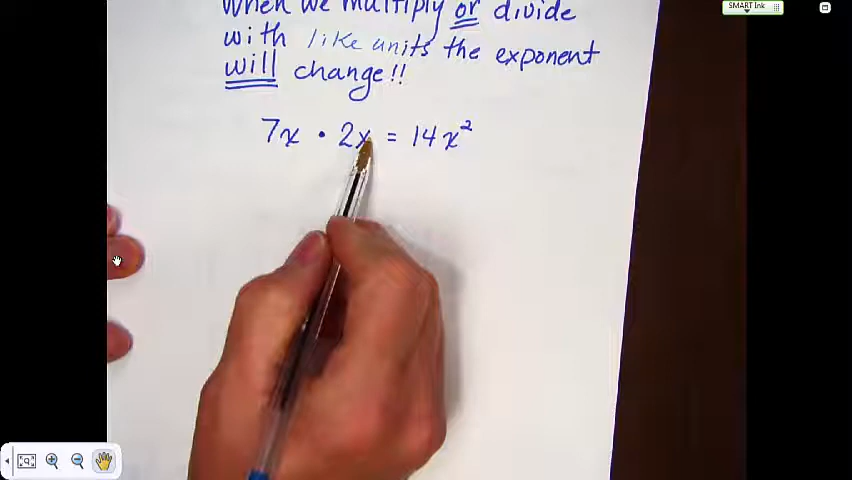 When we multiply or divide
with like units the exponent
will change!!
7x · 2x = 14x²
SMART Ink